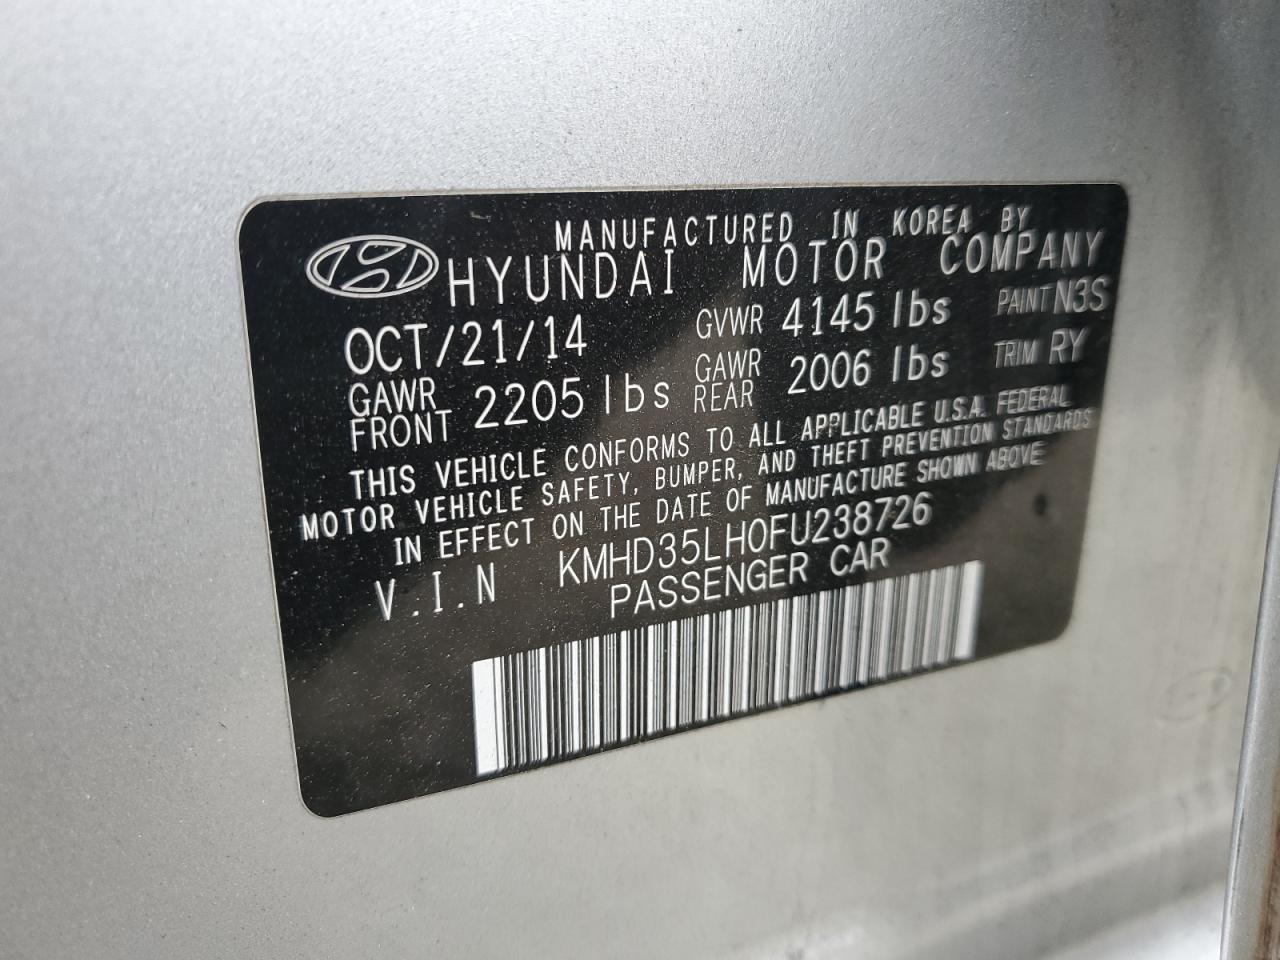 MANUFACTURED IN KOREA BY
HYUNDAI MOTOR COMPANY
OCT/21/14 GVWR 4145 lbs PAINT N3S
GAWR FRONT 2205 lbs GAWR REAR 2006 lbs TRIM RY
THIS VEHICLE CONFORMS TO ALL APPLICABLE U.S.A. FEDERAL
MOTOR VEHICLE SAFETY, BUMPER, AND THEFT PREVENTION STANDARDS
IN EFFECT ON THE DATE OF MANUFACTURE SHOWN ABOVE
V.I.N KMHD35LH0FU238726
PASSENGER CAR